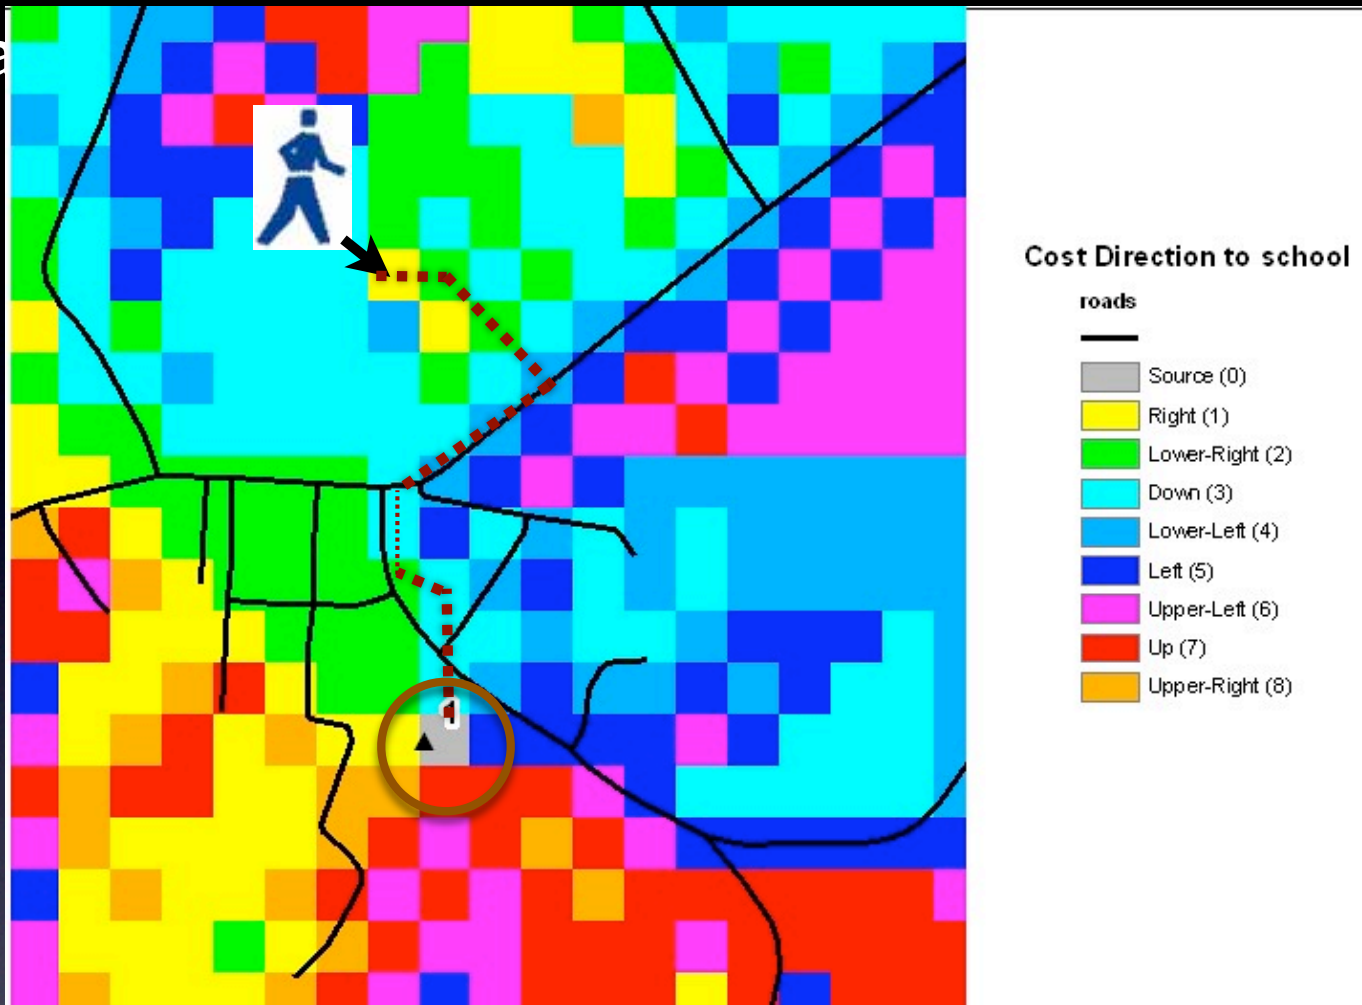 Cost Direction to school
roads
Source (0)
Right (1)
Lower-Right (2)
Down (3)
Lower-Left (4)
Left (5)
Upper-Left (6)
Up (7)
Upper-Right (8)